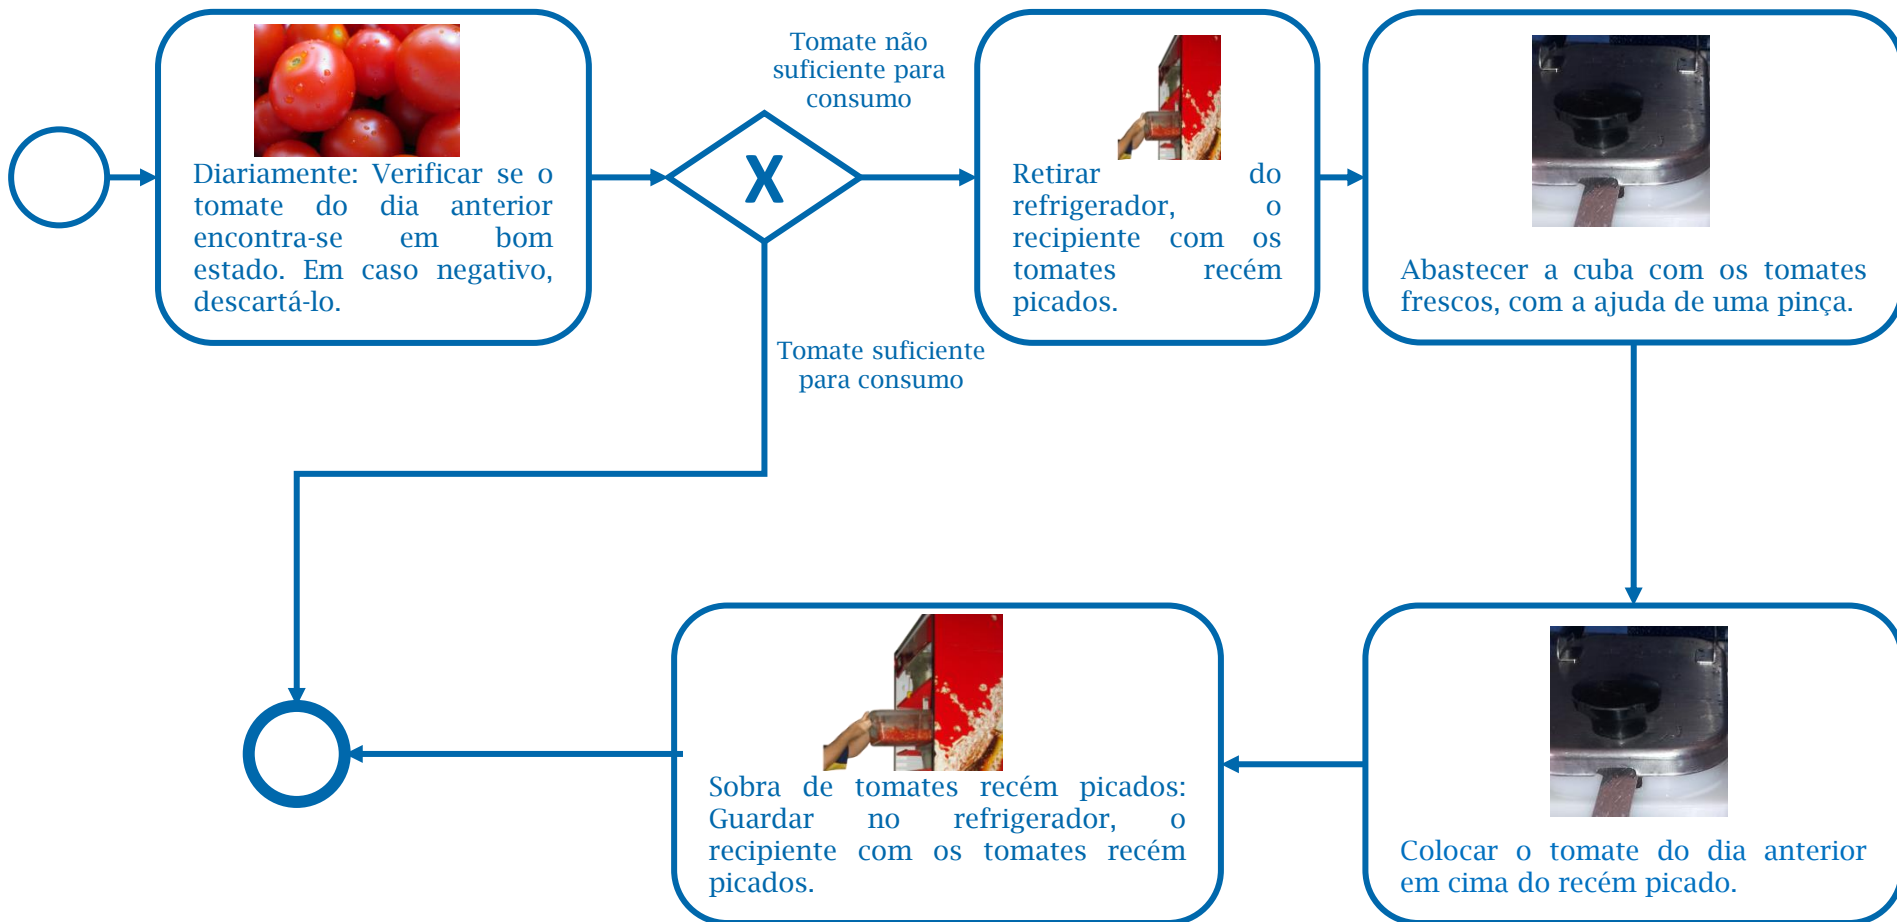 Diariamente: Verificar se o
tomate do dia anterior
encontra-se em bom
estado. Em caso negativo,
descartá-lo.
X
Tomate não
suficiente para
consumo
Tomate suficiente
para consumo
Retirar do
refrigerador, o
recipiente com os
tomates recém
picados.
Abastecer a cuba com os tomates
frescos, com a ajuda de uma pinça.
Colocar o tomate do dia anterior
em cima do recém picado.
Sobra de tomates recém picados:
Guardar no refrigerador, o
recipiente com os tomates recém
picados.